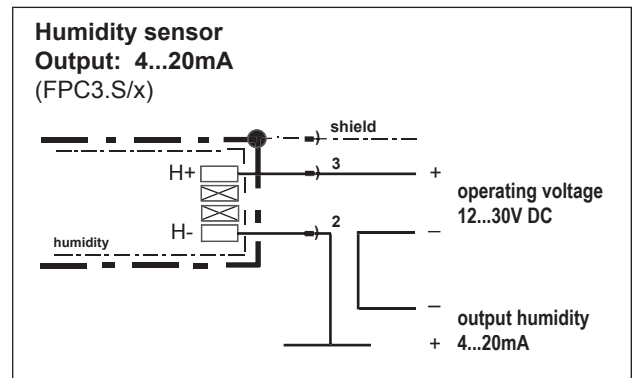 Humidity sensor
Output: 4...20mA
(FPC3.S/x)
shield
H+
3
+
operating voltage
12...30V DC
H-
2
–
humidity
–
output humidity
+ 4...20mA